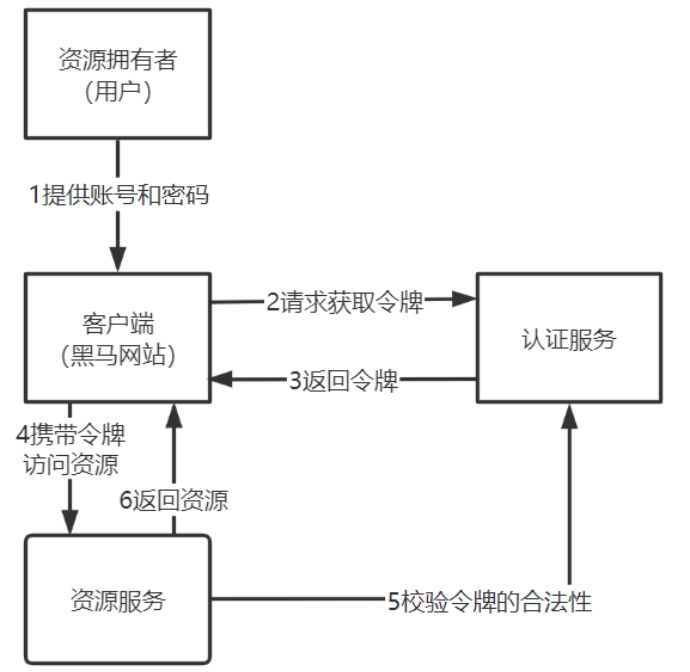 资源拥有者
（用户）
1提供账号和密码
客户端
（黑马网站）
2请求获取令牌
认证服务
3返回令牌
4携带令牌
访问资源
6返回资源
资源服务
5校验令牌的合法性